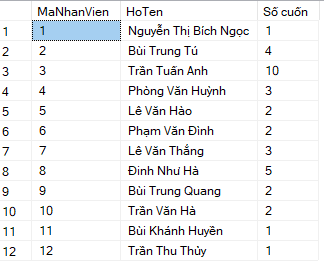 MaNhanVien HoTen Số cuốn
1 1 Nguyễn Thị Bích Ngọc 1
2 2 Bùi Trung Tú 4
3 3 Trần Tuấn Anh 10
4 4 Phòng Văn Huỳnh 3
5 5 Lê Văn Hào 2
6 6 Phạm Văn Đình 2
7 7 Lê Văn Thắng 3
8 8 Đinh Như Hà 5
9 9 Bùi Trung Quang 2
10 10 Trần Văn Hà 2
11 11 Bùi Khánh Huyền 1
12 12 Trần Thu Thủy 1